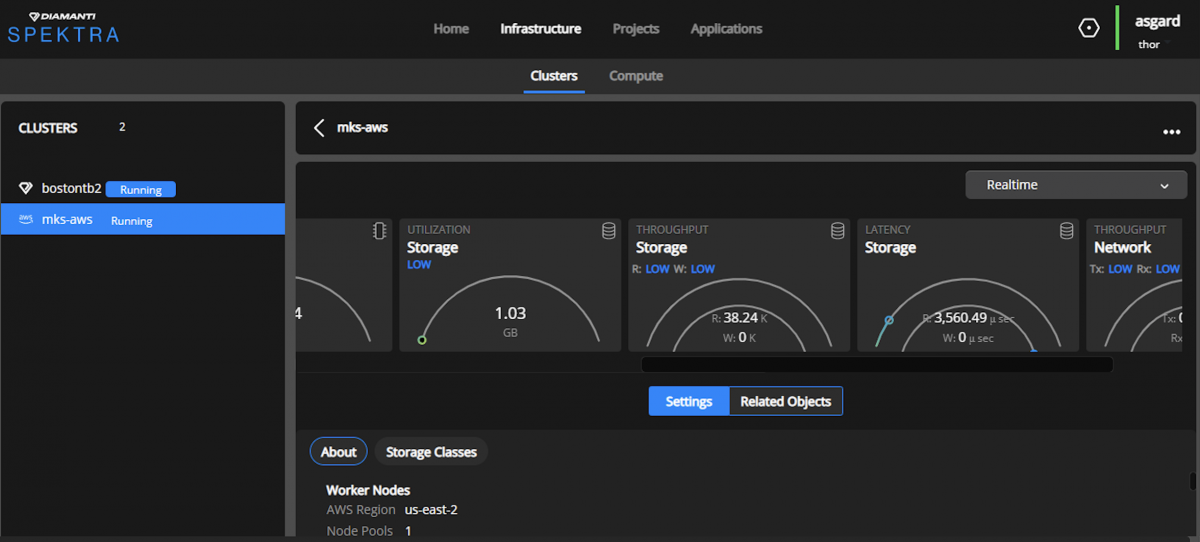 DIAMANTI
SPEKTRA
Home Infrastructure Projects Applications
asgard
thor
Clusters Compute
CLUSTERS 2
bostontb2 Running
aws mks-aws Running
mks-aws
Realtime
4
UTILIZATION
Storage
LOW
1.03
GB
THROUGHPUT
Storage
R: LOW W: LOW
R: 38.24 K
W: 0 K
LATENCY
Storage
R: 3,560.49 µ sec
W: 0 µ sec
THROUGHPUT
Network
Tx: LOW Rx: LOW
Tx:
Rx
Settings Related Objects
About Storage Classes
Worker Nodes
AWS Region us-east-2
Node Pools 1